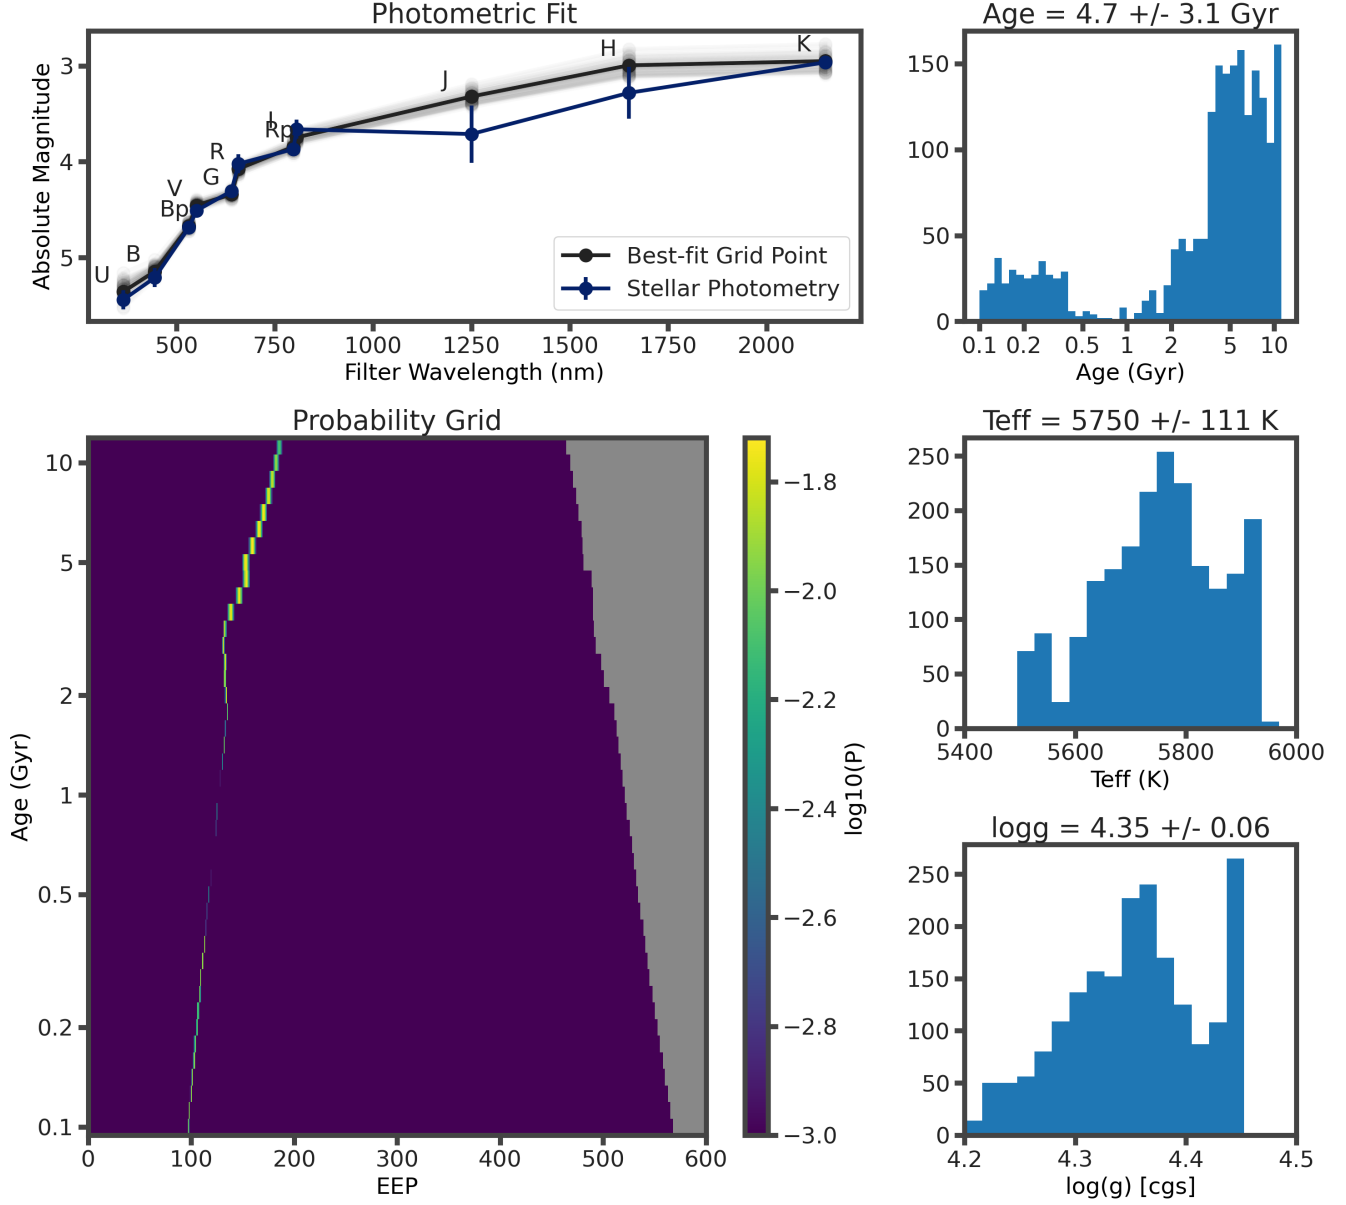 Photometric Fit
Absolute Magnitude
3
4
5
U
B
V
Bp
R
G
I
Rp
J
H
K
Best-fit Grid Point
Stellar Photometry
500 750 1000 1250 1500 1750 2000
Filter Wavelength (nm)
Age = 4.7 +/- 3.1 Gyr
150
100
50
0
0.1 0.2 0.5 1 2 5 10
Age (Gyr)
Probability Grid
Age (Gyr)
10
5
2
1
0.5
0.2
0.1
0 100 200 300 400 500 600
EEP
−1.8
−2.0
−2.2
−2.4
−2.6
−2.8
−3.0
log10(P)
Teff = 5750 +/- 111 K
250
200
150
100
50
0
5400 5600 5800 6000
Teff (K)
logg = 4.35 +/- 0.06
250
200
150
100
50
0
4.2 4.3 4.4 4.5
log(g) [cgs]